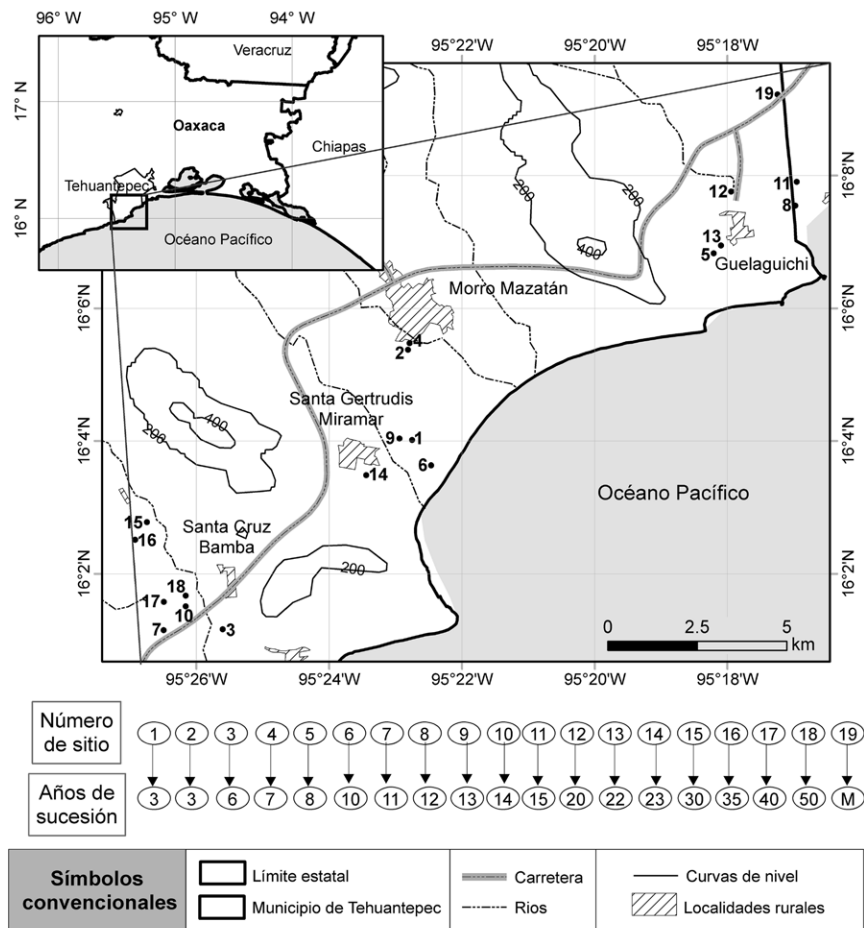 96° W 95° W 94° W
95°22'W 95°20'W 95°18'W
17° N
16° N
Veracruz
Oaxaca
Chiapas
Tehuantepec
Océano Pacífico
200
200
400
19
12
11
8
13
5
Guelaguichi
16°8'N
16°6'N
16°4'N
16°2'N
16°6'N
16°4'N
16°2'N
Morro Mazatán
4
2
Santa Gertrudis
Miramar
9 1
6
14
400
200
15
16
Santa Cruz
Bamba
200
18
17
10
7
3
Océano Pacífico
0 2.5 5
km
95°26'W 95°24'W 95°22'W 95°20'W 95°18'W
Número
de sitio
1 2 3 4 5 6 7 8 9 10 11 12 13 14 15 16 17 18 19
Años de
sucesión
3 3 6 7 8 10 11 12 13 14 15 20 22 23 30 35 40 50 M
Símbolos
convencionales
Límite estatal
Municipio de Tehuantepec
Carretera
Rios
Curvas de nivel
Localidades rurales